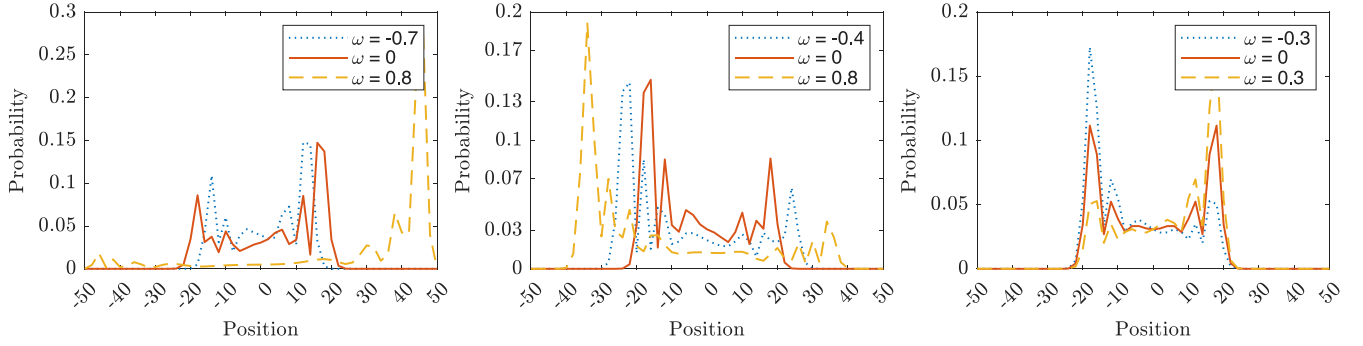 0.3
0.25
0.2
0.15
0.1
0.05
0
Probability
ω = -0.7
ω = 0
ω = 0.8
-50 -40 -30 -20 -10 0 10 20 30 40 50
Position
0.2
0.17
0.13
0.1
0.07
0.03
0
Probability
ω = -0.4
ω = 0
ω = 0.8
-50 -40 -30 -20 -10 0 10 20 30 40 50
Position
0.2
0.15
0.1
0.05
0
Probability
ω = -0.3
ω = 0
ω = 0.3
-50 -40 -30 -20 -10 0 10 20 30 40 50
Position